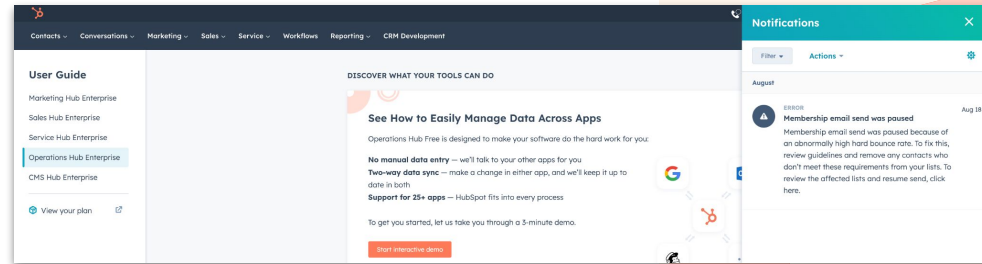 Contacts Conversations Marketing Sales Service Workflows Reporting CRM Development
User Guide
Marketing Hub Enterprise
Sales Hub Enterprise
Service Hub Enterprise
Operations Hub Enterprise
CMS Hub Enterprise
View your plan
DISCOVER WHAT YOUR TOOLS CAN DO
See How to Easily Manage Data Across Apps
Operations Hub Free is designed to make your software do the hard work for you:
No manual data entry — we'll talk to your other apps for you
Two-way data sync — make a change in either app, and we'll keep it up to
date in both
Support for 25+ apps — HubSpot fits into every process
To get you started, let us take you through a 3-minute demo.
Start interactive demo
Notifications
Filter Actions
August
ERROR Aug 18
Membership email send was paused
Membership email send was paused because of
an abnormally high hard bounce rate. To fix this,
review guidelines and remove any contacts who
don't meet these requirements from your lists. To
review the affected lists and resume send, click
here.